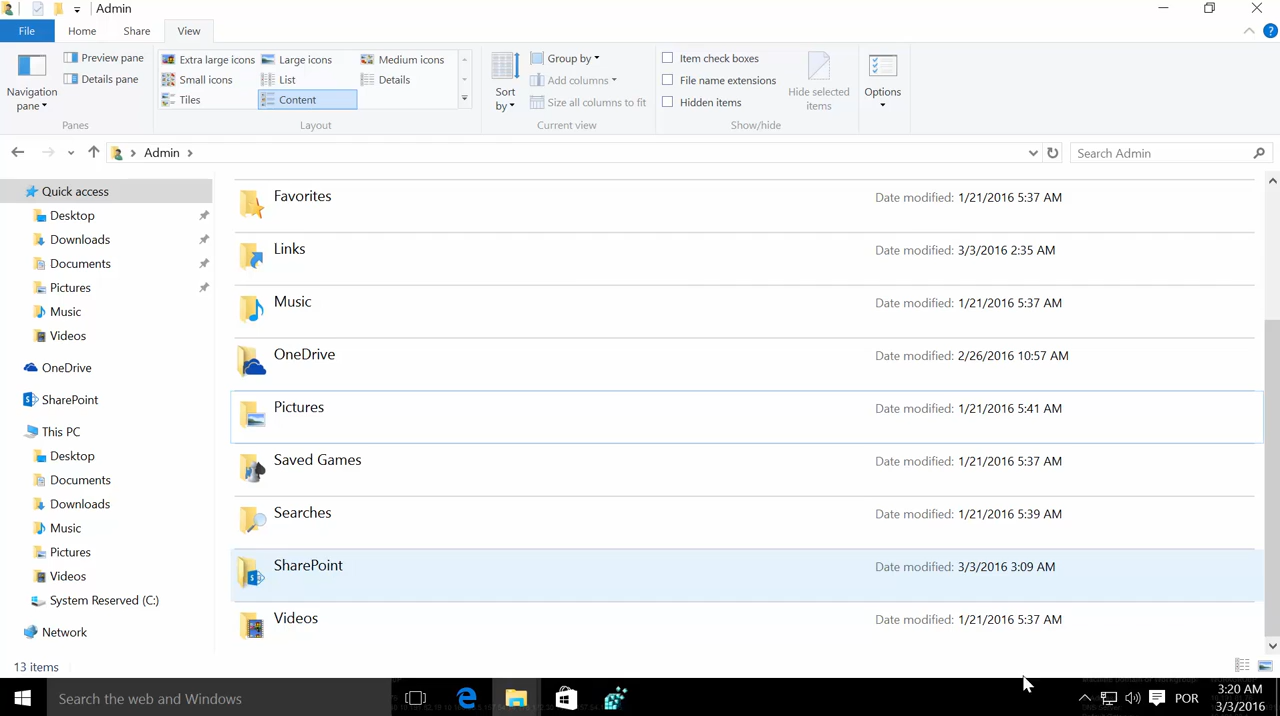 Admin
File Home Share View
Navigation pane
Preview pane
Details pane
Panes
Extra large icons Large icons Medium icons
Small icons List Details
Tiles Content
Layout
Sort by
Group by
Add columns
Size all columns to fit
Current view
Item check boxes
File name extensions
Hidden items
Hide selected items
Show/hide
Options
Admin
Search Admin
Quick access
Desktop
Downloads
Documents
Pictures
Music
Videos
OneDrive
SharePoint
This PC
Desktop
Documents
Downloads
Music
Pictures
Videos
System Reserved (C:)
Network
Favorites Date modified: 1/21/2016 5:37 AM
Links Date modified: 3/3/2016 2:35 AM
Music Date modified: 1/21/2016 5:37 AM
OneDrive Date modified: 2/26/2016 10:57 AM
Pictures Date modified: 1/21/2016 5:41 AM
Saved Games Date modified: 1/21/2016 5:37 AM
Searches Date modified: 1/21/2016 5:39 AM
SharePoint Date modified: 3/3/2016 3:09 AM
Videos Date modified: 1/21/2016 5:37 AM
13 items
Search the web and Windows
POR
3:20 AM
3/3/2016